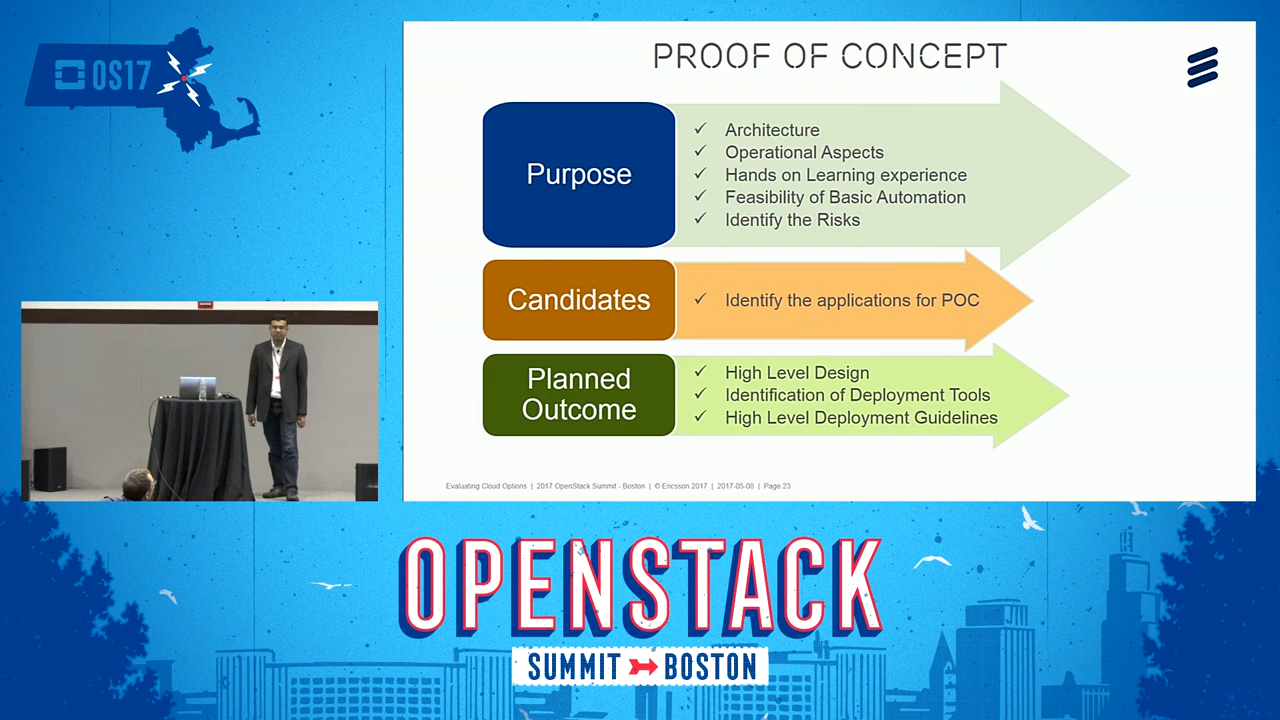 OS17
PROOF OF CONCEPT
Purpose
✓ Architecture
✓ Operational Aspects
✓ Hands on Learning experience
✓ Feasibility of Basic Automation
✓ Identify the Risks
Candidates
✓ Identify the applications for POC
Planned
Outcome
✓ High Level Design
✓ Identification of Deployment Tools
✓ High Level Deployment Guidelines
Evaluating Cloud Options | 2017 OpenStack Summit - Boston | © Ericsson 2017 | 2017-05-08 | Page 23
OPENSTACK
SUMMIT BOSTON